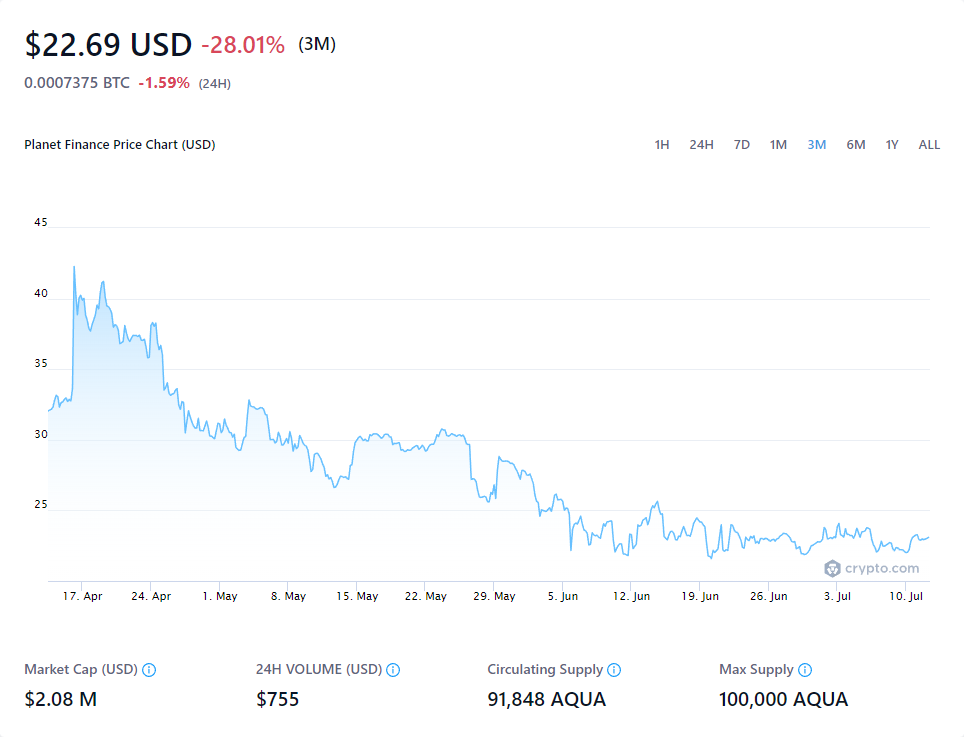 $22.69 USD -28.01% (3M)
0.0007375 BTC -1.59% (24H)
Planet Finance Price Chart (USD) 1H 24H 7D 1M 3M 6M 1Y ALL
45
40
35
30
25
crypto.com
17. Apr 24. Apr 1. May 8. May 15. May 22. May 29. May 5. Jun 12. Jun 19. Jun 26. Jun 3. Jul 10. Jul
Market Cap (USD) 24H VOLUME (USD) Circulating Supply Max Supply
$2.08 M $755 91,848 AQUA 100,000 AQUA